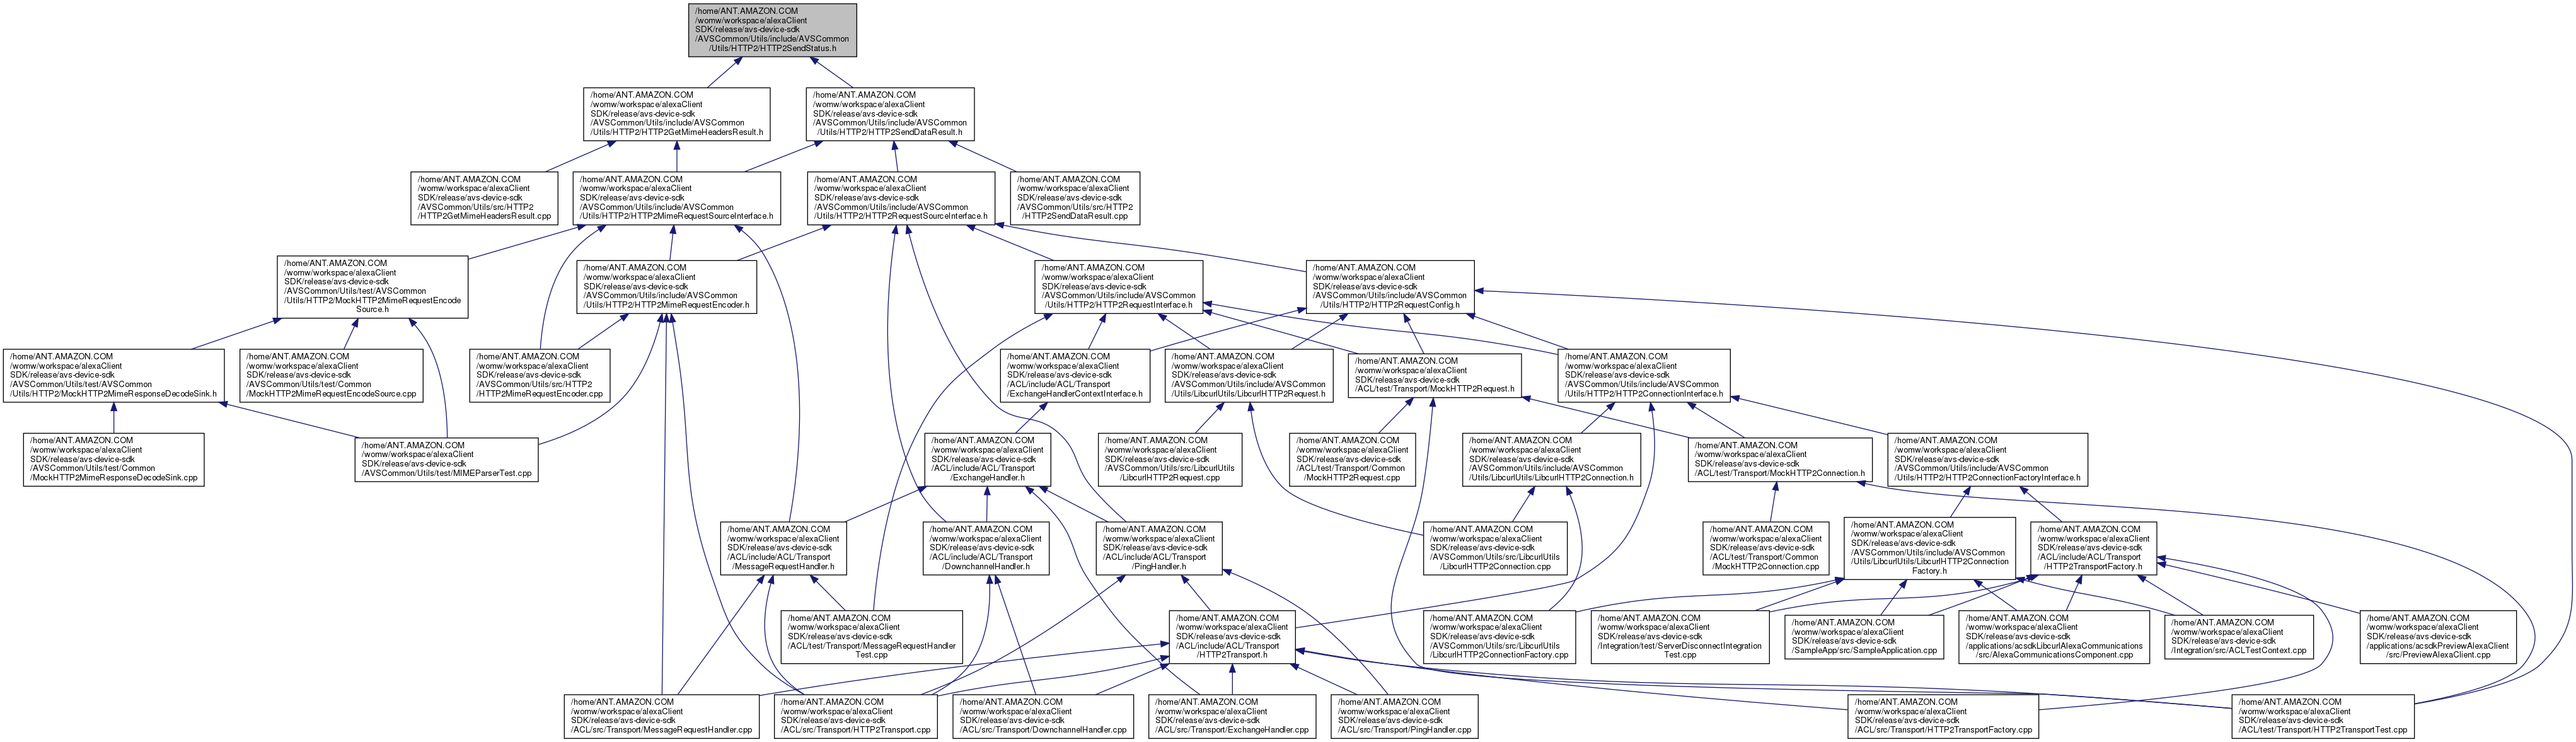 /home/ANT.AMAZON.COM
/womw/workspace/alexaClient
SDK/release/avs-device-sdk
/AVSCommon/Utils/include/AVSCommon
/Utils/HTTP2/HTTP2SendStatus.h
/home/ANT.AMAZON.COM
/womw/workspace/alexaClient
SDK/release/avs-device-sdk
/AVSCommon/Utils/include/AVSCommon
/Utils/HTTP2/HTTP2GetMimeHeadersResult.h
/home/ANT.AMAZON.COM
/womw/workspace/alexaClient
SDK/release/avs-device-sdk
/AVSCommon/Utils/include/AVSCommon
/Utils/HTTP2/HTTP2SendDataResult.h
/home/ANT.AMAZON.COM
/womw/workspace/alexaClient
SDK/release/avs-device-sdk
/AVSCommon/Utils/src/HTTP2
/HTTP2GetMimeHeadersResult.cpp
/home/ANT.AMAZON.COM
/womw/workspace/alexaClient
SDK/release/avs-device-sdk
/AVSCommon/Utils/include/AVSCommon
/Utils/HTTP2/HTTP2MimeRequestSourceInterface.h
/home/ANT.AMAZON.COM
/womw/workspace/alexaClient
SDK/release/avs-device-sdk
/AVSCommon/Utils/include/AVSCommon
/Utils/HTTP2/HTTP2RequestSourceInterface.h
/home/ANT.AMAZON.COM
/womw/workspace/alexaClient
SDK/release/avs-device-sdk
/AVSCommon/Utils/src/HTTP2
/HTTP2SendDataResult.cpp
/home/ANT.AMAZON.COM
/womw/workspace/alexaClient
SDK/release/avs-device-sdk
/AVSCommon/Utils/test/AVSCommon
/Utils/HTTP/MockHTTP2MimeRequestEncode
Source.h
/home/ANT.AMAZON.COM
/womw/workspace/alexaClient
SDK/release/avs-device-sdk
/AVSCommon/Utils/include/AVSCommon
/Utils/HTTP2/HTTP2MimeRequestEncoder.h
/home/ANT.AMAZON.COM
/womw/workspace/alexaClient
SDK/release/avs-device-sdk
/AVSCommon/Utils/include/AVSCommon
/Utils/HTTP2/HTTP2RequestInterface.h
/home/ANT.AMAZON.COM
/womw/workspace/alexaClient
SDK/release/avs-device-sdk
/AVSCommon/Utils/include/AVSCommon
/Utils/HTTP2/HTTP2RequestConfig.h
/home/ANT.AMAZON.COM
/womw/workspace/alexaClient
SDK/release/avs-device-sdk
/AVSCommon/Utils/test/AVSCommon
/Utils/HTTP2/MockHTTP2MimeResponseDecodeSink.h
/home/ANT.AMAZON.COM
/womw/workspace/alexaClient
SDK/release/avs-device-sdk
/AVSCommon/Utils/test/Common
/MockHTTP2MimeRequestEncodeSource.cpp
/home/ANT.AMAZON.COM
/womw/workspace/alexaClient
SDK/release/avs-device-sdk
/AVSCommon/Utils/src/HTTP2
/HTTP2MimeRequestEncoder.cpp
/home/ANT.AMAZON.COM
/womw/workspace/alexaClient
SDK/release/avs-device-sdk
/ACL/include/ACL/Transport
/ExchangeHandlerContextInterface.h
/home/ANT.AMAZON.COM
/womw/workspace/alexaClient
SDK/release/avs-device-sdk
/AVSCommon/Utils/include/AVSCommon
/Utils/LibcurlUtils/LibcurlHTTP2Request.h
/home/ANT.AMAZON.COM
/womw/workspace/alexaClient
SDK/release/avs-device-sdk
/ACL/test/Transport/MockHTTP2Request.h
/home/ANT.AMAZON.COM
/womw/workspace/alexaClient
SDK/release/avs-device-sdk
/AVSCommon/Utils/include/AVSCommon
/Utils/HTTP2/HTTP2ConnectionInterface.h
/home/ANT.AMAZON.COM
/womw/workspace/alexaClient
SDK/release/avs-device-sdk
/AVSCommon/Utils/test/Common
/MockHTTP2MimeResponseDecodeSink.cpp
/home/ANT.AMAZON.COM
/womw/workspace/alexaClient
SDK/release/avs-device-sdk
/AVSCommon/Utils/test/MIMEParserTest.cpp
/home/ANT.AMAZON.COM
/womw/workspace/alexaClient
SDK/release/avs-device-sdk
/ACL/include/ACL/Transport
/ExchangeHandler.h
/home/ANT.AMAZON.COM
/womw/workspace/alexaClient
SDK/release/avs-device-sdk
/AVSCommon/Utils/src/LibcurlUtils
/LibcurlHTTP2Request.cpp
/home/ANT.AMAZON.COM
/womw/workspace/alexaClient
SDK/release/avs-device-sdk
/ACL/test/Transport/Common
/MockHTTP2Request.cpp
/home/ANT.AMAZON.COM
/womw/workspace/alexaClient
SDK/release/avs-device-sdk
/AVSCommon/Utils/include/AVSCommon
/Utils/LibcurlUtils/LibcurlHTTP2Connection.h
/home/ANT.AMAZON.COM
/womw/workspace/alexaClient
SDK/release/avs-device-sdk
/ACL/test/Transport/MockHTTP2Connection.h
/home/ANT.AMAZON.COM
/womw/workspace/alexaClient
SDK/release/avs-device-sdk
/AVSCommon/Utils/include/AVSCommon
/Utils/HTTP2/HTTP2ConnectionFactoryInterface.h
/home/ANT.AMAZON.COM
/womw/workspace/alexaClient
SDK/release/avs-device-sdk
/ACL/include/ACL/Transport
/MessageRequestHandler.h
/home/ANT.AMAZON.COM
/womw/workspace/alexaClient
SDK/release/avs-device-sdk
/ACL/include/ACL/Transport
/DownchannelHandler.h
/home/ANT.AMAZON.COM
/womw/workspace/alexaClient
SDK/release/avs-device-sdk
/ACL/include/ACL/Transport
/PingHandler.h
/home/ANT.AMAZON.COM
/womw/workspace/alexaClient
SDK/release/avs-device-sdk
/AVSCommon/Utils/src/LibcurlUtils
/LibcurlHTTP2Connection.cpp
/home/ANT.AMAZON.COM
/womw/workspace/alexaClient
SDK/release/avs-device-sdk
/ACL/test/Transport/Common
/MockHTTP2Connection.cpp
/home/ANT.AMAZON.COM
/womw/workspace/alexaClient
SDK/release/avs-device-sdk
/AVSCommon/Utils/include/AVSCommon
/Utils/LibcurlUtils/LibcurlHTTP2Connection
Factory.h
/home/ANT.AMAZON.COM
/womw/workspace/alexaClient
SDK/release/avs-device-sdk
/ACL/include/ACL/Transport
/HTTP2TransportFactory.h
/home/ANT.AMAZON.COM
/womw/workspace/alexaClient
SDK/release/avs-device-sdk
/ACL/test/Transport/MessageRequestHandler
Test.cpp
/home/ANT.AMAZON.COM
/womw/workspace/alexaClient
SDK/release/avs-device-sdk
/ACL/include/ACL/Transport
/HTTP2Transport.h
/home/ANT.AMAZON.COM
/womw/workspace/alexaClient
SDK/release/avs-device-sdk
/AVSCommon/Utils/src/LibcurlUtils
/LibcurlHTTP2ConnectionFactory.cpp
/home/ANT.AMAZON.COM
/womw/workspace/alexaClient
SDK/release/avs-device-sdk
/Integration/test/ServerDisconnectIntegration
Test.cpp
/home/ANT.AMAZON.COM
/womw/workspace/alexaClient
SDK/release/avs-device-sdk
/SampleApp/src/SampleApplication.cpp
/home/ANT.AMAZON.COM
/womw/workspace/alexaClient
SDK/release/avs-device-sdk
/applications/acsdkLibcurlAlexaCommunications
/src/AlexaCommunicationsComponent.cpp
/home/ANT.AMAZON.COM
/womw/workspace/alexaClient
SDK/release/avs-device-sdk
/Integration/src/ACLTestContext.cpp
/home/ANT.AMAZON.COM
/womw/workspace/alexaClient
SDK/release/avs-device-sdk
/applications/acsdkPreviewAlexaClient
/src/PreviewAlexaClient.cpp
/home/ANT.AMAZON.COM
/womw/workspace/alexaClient
SDK/release/avs-device-sdk
/ACL/src/Transport/MessageRequestHandler.cpp
/home/ANT.AMAZON.COM
/womw/workspace/alexaClient
SDK/release/avs-device-sdk
/ACL/src/Transport/HTTP2Transport.cpp
/home/ANT.AMAZON.COM
/womw/workspace/alexaClient
SDK/release/avs-device-sdk
/ACL/src/Transport/DownchannelHandler.cpp
/home/ANT.AMAZON.COM
/womw/workspace/alexaClient
SDK/release/avs-device-sdk
/ACL/src/Transport/ExchangeHandler.cpp
/home/ANT.AMAZON.COM
/womw/workspace/alexaClient
SDK/release/avs-device-sdk
/ACL/src/Transport/PingHandler.cpp
/home/ANT.AMAZON.COM
/womw/workspace/alexaClient
SDK/release/avs-device-sdk
/ACL/src/Transport/HTTP2TransportFactory.cpp
/home/ANT.AMAZON.COM
/womw/workspace/alexaClient
SDK/release/avs-device-sdk
/ACL/test/Transport/HTTP2TransportTest.cpp